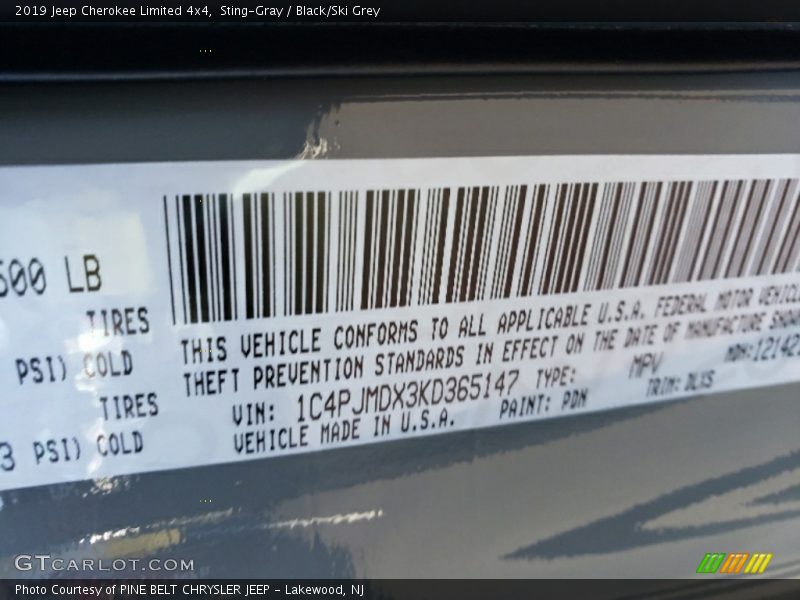 2019 Jeep Cherokee Limited 4x4,  Sting-Gray / Black/Ski Grey
500 LB
TIRES
PSI) COLD
TIRES
3 PSI) COLD
THIS VEHICLE CONFORMS TO ALL APPLICABLE U.S.A. FEDERAL MOTOR VEHICLE
THEFT PREVENTION STANDARDS IN EFFECT ON THE DATE OF MANUFACTURE SHOWN
VIN: 1C4PJMDX3KD365147 TYPE: MPV MDH:121421
VEHICLE MADE IN U.S.A. PAINT: PDN TRIM: DLXS
GTCARLOT.COM
Photo Courtesy of PINE BELT CHRYSLER JEEP - Lakewood, NJ